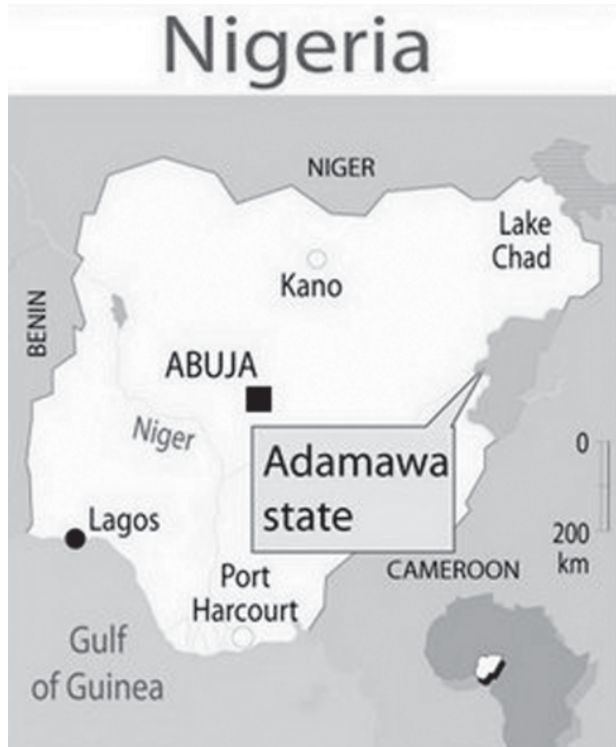 Nigeria
NIGER
Lake
Chad
Kano
BENIN
ABUJA
Niger
Adamawa
state
0
200
km
Lagos
Port
Harcourt
CAMEROON
Gulf
of Guinea